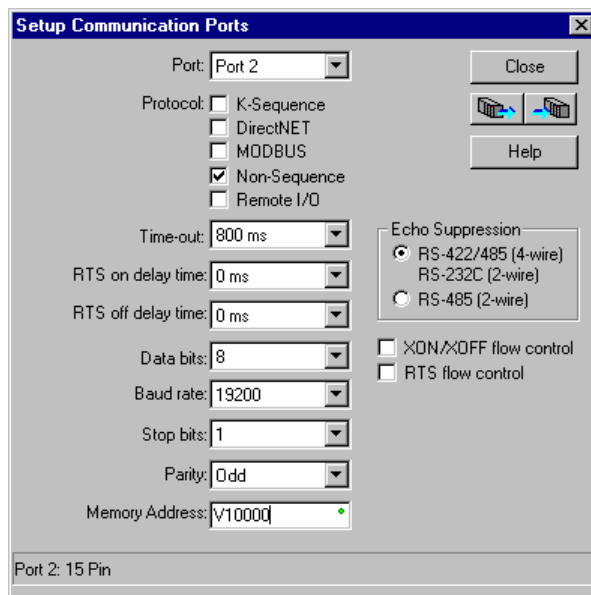 Setup Communication Ports
Port: Port 2
Close
Protocol: K-Sequence
DirectNET
MODBUS
Help
Non-Sequence
Remote I/O
Time-out: 800 ms
Echo Suppression
RS-422/485 (4-wire)
RS-232C (2-wire)
RS-485 (2-wire)
RTS on delay time: 0 ms
RTS off delay time: 0 ms
XON/XOFF flow control
RTS flow control
Data bits: 8
Baud rate: 19200
Stop bits: 1
Parity: Odd
Memory Address: V10000
Port 2: 15 Pin